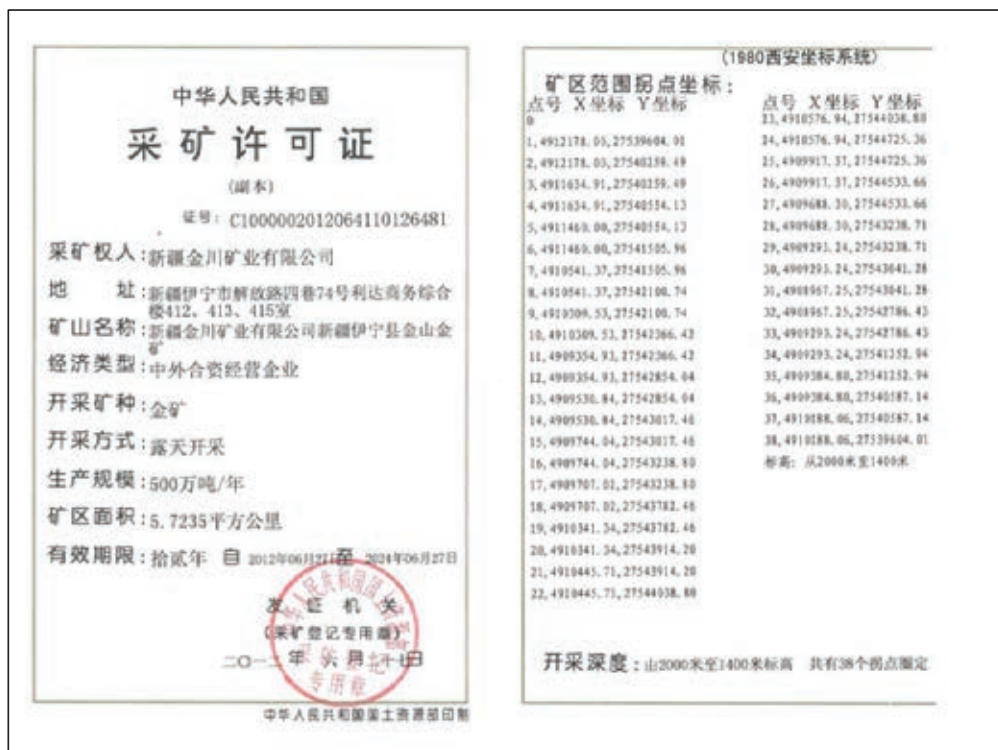 中华人民共和国
采矿许可证
(副本)
证号: C1000002012064110126481
采矿权人:新疆金川矿业有限公司
地 址:新疆伊宁市解放路四巷74号利达商务综合
楼412、413、415室
矿山名称:新疆金川矿业有限公司新疆伊宁县金山金
矿
经济类型:中外合资经营企业
开采矿种:金矿
开采方式:露天开采
生产规模:500万吨/年
矿区面积:5.7235平方公里
有效期限:拾贰年 自 2012年06月27日 至 2024年06月27日
发 证 机 关
(采矿登记专用章)
二〇一二 年 六 月 二十七日
专用章
中华人民共和国国土资源部印制
(1980西安坐标系统)
矿区范围拐点坐标:
点号 X坐标 Y坐标
0
1,4912178.03,27539604.01
2,4912178.03,27540259.49
3,4911634.91,27540259.49
4,4911634.91,27540554.13
5,4911460.00,27540554.13
6,4911460.00,27541505.96
7,4910541.37,27541505.96
8,4910541.37,27542100.74
9,4910309.53,27542100.74
10,4910309.53,27542366.42
11,4909354.93,27542366.42
12,4909354.93,27542854.04
13,4909530.84,27542854.04
14,4909530.84,27543017.46
15,4909744.04,27543017.46
16,4909744.04,27543238.80
17,4909707.02,27543238.80
18,4909707.02,27543782.46
19,4910341.34,27543782.46
20,4910341.34,27543914.20
21,4910445.71,27543914.20
22,4910445.71,27544038.80
点号 X坐标 Y坐标
23,4910576.94,27544038.80
24,4910576.94,27544725.36
25,4909917.37,27544725.36
26,4909917.37,27544533.66
27,4909688.30,27544533.66
28,4909688.30,27543238.71
29,4909293.24,27543238.71
30,4909293.24,27543041.28
31,4908967.25,27543041.28
32,4908967.25,27542786.43
33,4909293.24,27542786.43
34,4909293.24,27541252.94
35,4909384.80,27541252.94
36,4909384.80,27540587.14
37,4910188.06,27540587.14
38,4910188.06,27539604.01
标高: 从2000米至1400米
开采深度:由2000米至1400米标高 共有38个拐点圈定